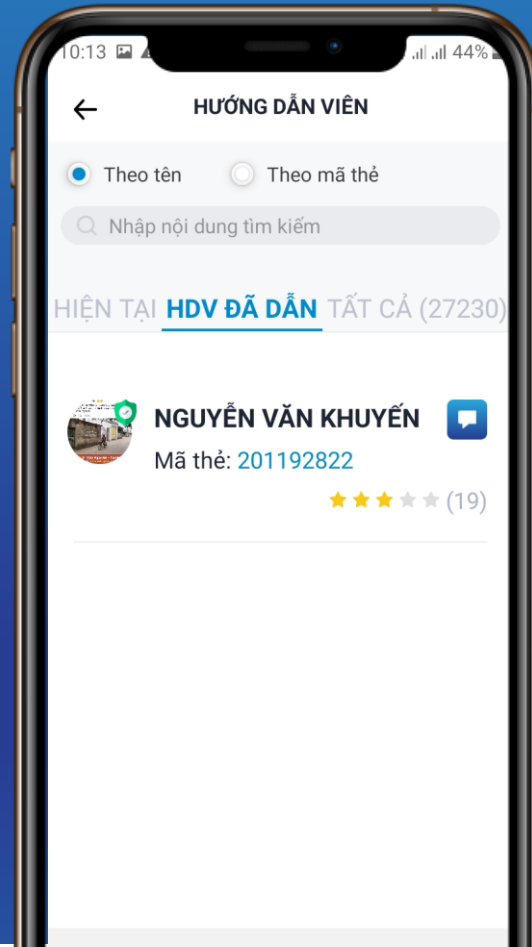 10:13 44%
HƯỚNG DẪN VIÊN
Theo tên Theo mã thẻ
Nhập nội dung tìm kiếm
HIỆN TẠI HDV ĐÃ DẪN TẤT CẢ (27230)
NGUYỄN VĂN KHUYẾN
Mã thẻ: 201192822
(19)